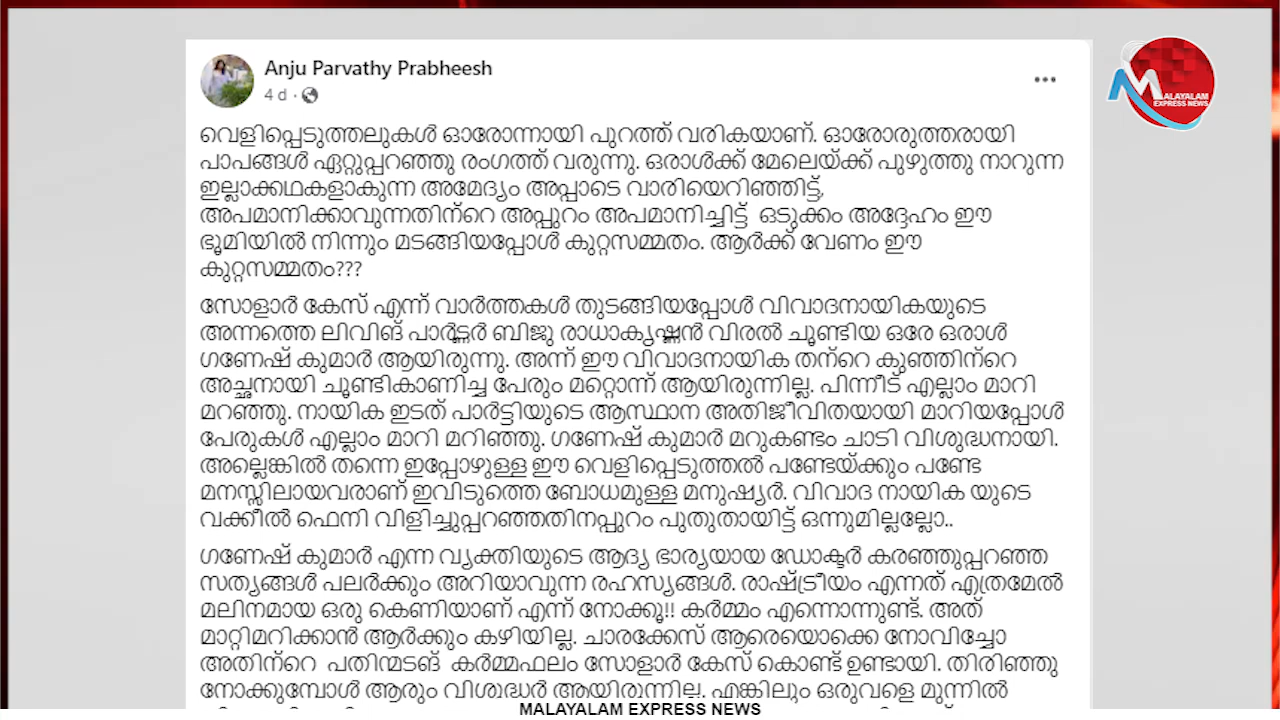 Anju Parvathy Prabheesh
4 d ·
വെളിപ്പെടുത്തലുകൾ ഓരോന്നായി പുറത്ത് വരികയാണ്. ഓരോരുത്തരായി
പാപങ്ങൾ ഏറ്റുപ്പറഞ്ഞു രംഗത്ത് വരുന്നു. ഒരാൾക്ക് മേലെയ്ക്ക് പുഴുത്തു നാറുന്ന
ഇല്ലാക്കഥകളാകുന്ന അമേദ്യം അപ്പാടെ വാരിയെറിഞ്ഞിട്ട്,
അപമാനിക്കാവുന്നതിന്റെ അപ്പുറം അപമാനിച്ചിട്ട് ഒടുക്കം അദ്ദേഹം ഈ
ഭൂമിയിൽ നിന്നും മടങ്ങിയപ്പോൾ കുറ്റസമ്മതം. ആർക്ക് വേണം ഈ
കുറ്റസമ്മതം???
സോളാർ കേസ് എന്ന് വാർത്തകൾ തുടങ്ങിയപ്പോൾ വിവാദനായികയുടെ
അന്നത്തെ ലിവിങ് പാർട്ണർ ബിജു രാധാകൃഷ്ണൻ വിരൽ ചൂണ്ടിയ ഒരേ ഒരാൾ
ഗണേഷ് കുമാർ ആയിരുന്നു. അന്ന് ഈ വിവാദനായിക തന്റെ കുഞ്ഞിന്റെ
അച്ഛനായി ചൂണ്ടികാണിച്ച പേരും മറ്റൊന്ന് ആയിരുന്നില്ല. പിന്നീട് എല്ലാം മാറി
മറഞ്ഞു. നായിക ഇടത് പാർട്ടിയുടെ ആസ്ഥാന അതിജീവിതയായി മാറിയപ്പോൾ
പേരുകൾ എല്ലാം മാറി മറിഞ്ഞു. ഗണേഷ് കുമാർ മറുകണ്ടം ചാടി വിശുദ്ധനായി.
അല്ലെങ്കിൽ തന്നെ ഇപ്പോഴുള്ള ഈ വെളിപ്പെടുത്തൽ പണ്ടേയ്ക്കും പണ്ടേ
മനസ്സിലായവരാണ് ഇവിടുത്തെ ബോധമുള്ള മനുഷ്യർ. വിവാദ നായിക യുടെ
വക്കീൽ ഫെനി വിളിച്ചുപ്പറഞ്ഞതിനപ്പുറം പുതുതായിട്ട് ഒന്നുമില്ലല്ലോ..
ഗണേഷ് കുമാർ എന്ന വ്യക്തിയുടെ ആദ്യ ഭാര്യയായ ഡോക്ടർ കരഞ്ഞുപ്പറഞ്ഞ
സത്യങ്ങൾ പലർക്കും അറിയാവുന്ന രഹസ്യങ്ങൾ. രാഷ്ട്രീയം എന്നത് എത്രമേൽ
മലിനമായ ഒരു കെണിയാണ് എന്ന് നോക്കൂ!! കർമ്മം എന്നൊന്നുണ്ട്. അത്
മാറ്റിമറിക്കാൻ ആർക്കും കഴിയില്ല. ചാരക്കേസ് ആരെയൊക്കെ നോവിച്ചോ
അതിന്റെ പതിന്മടങ് കർമ്മഫലം സോളാർ കേസ് കൊണ്ട് ഉണ്ടായി. തിരിഞ്ഞു
നോക്കുമ്പോൾ ആരും വിശുദ്ധർ ആയിരുന്നില്ല. എങ്കിലും ഒരുവളെ മുന്നിൽ
MALAYALAM
EXPRESS NEWS
MALAYALAM EXPRESS NEWS